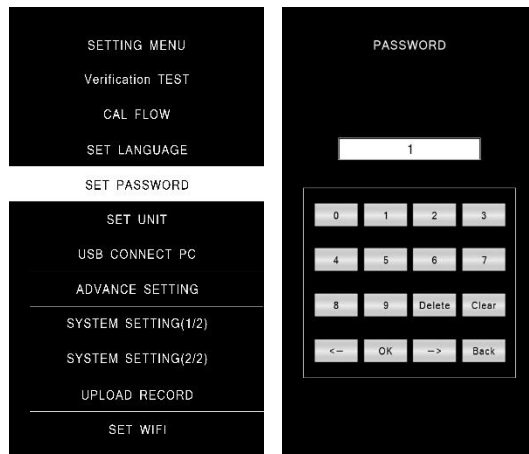 SETTING MENU
Verification TEST
CAL FLOW
SET LANGUAGE
SET PASSWORD
SET UNIT
USB CONNECT PC
ADVANCE SETTING
SYSTEM SETTING(1/2)
SYSTEM SETTING(2/2)
UPLOAD RECORD
SET WIFI
PASSWORD
1
0 1 2 3
4 5 6 7
8 9 Delete Clear
<− OK −> Back